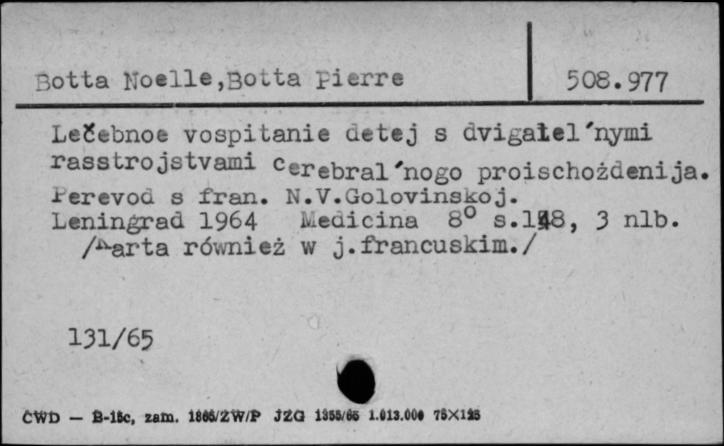 Botta Noelle,Botta Pierre
508.977
Lečebnoe vospitanie detej s dvigatel'nymi
rasstrojstvami cerebral'nogo proischoždenija.
Perevod s fran. N.V.Golovinskoj.
Leningrad 1964 Medicina 8° s.148, 3 nlb.
/Karta również w j.francuskim./
131/65
CWD — B-15c, zam. 1865/ZW/P JZG 1355/65 1.013.000 75X125